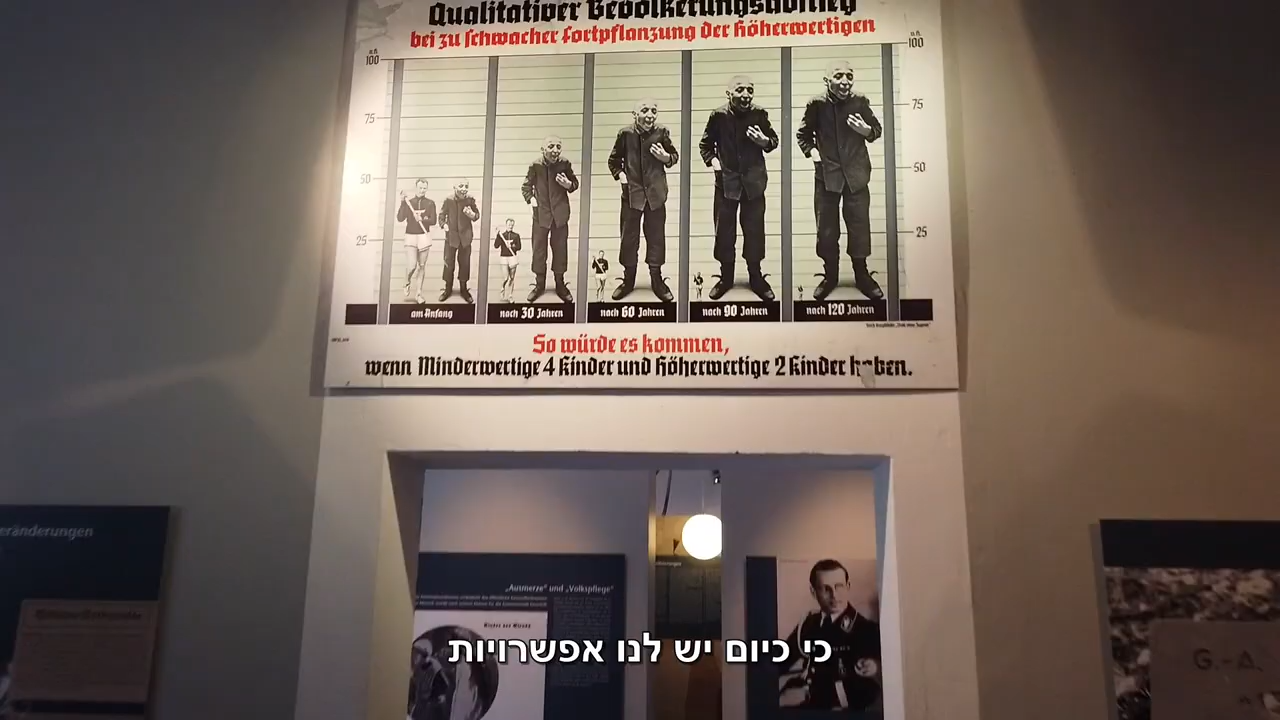 Qualitativer Bevölkerungsabstieg
bei zu schwacher Fortpflanzung der Höherwertigen
v.h. 100
v.h. 100
75
75
50
50
25
25
am Anfang
nach 30 Jahren
nach 60 Jahren
nach 90 Jahren
nach 120 Jahren
So würde es kommen,
wenn Minderwertige 4 Kinder und Höherwertige 2 Kinder haben.
eränderungen
„Ausmerze" und „Volkspflege"
G.-A.
כי כיום יש לנו אפשרויות